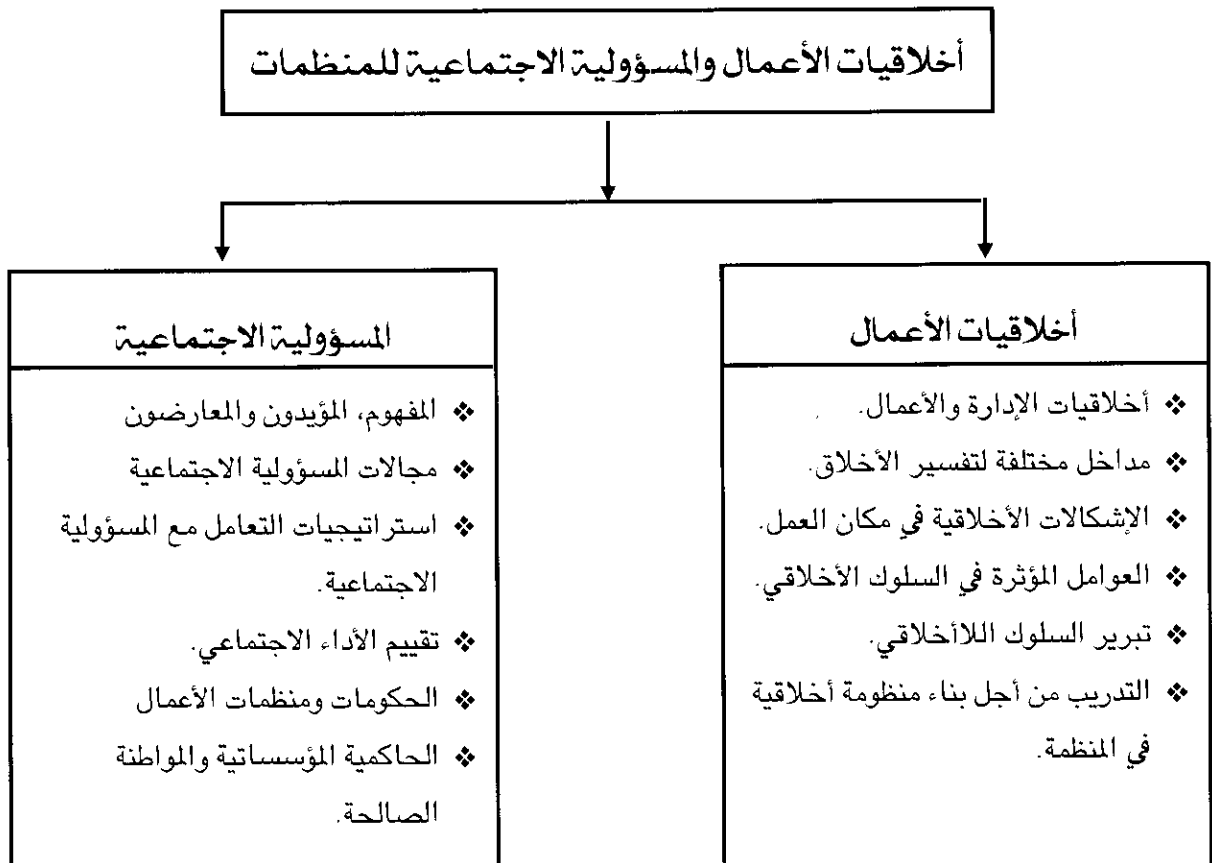 أخلاقيات الأعمال والمسؤولية الاجتماعية للمنظمات
أخلاقيات الأعمال
❖ أخلاقيات الإدارة والأعمال.
❖ مداخل مختلفة لتفسير الأخلاق.
❖ الإشكالات الأخلاقية في مكان العمل.
❖ العوامل المؤثرة في السلوك الأخلاقي.
❖ تبرير السلوك اللاأخلاقي.
❖ التدريب من أجل بناء منظومة أخلاقية
في المنظمة.
المسؤولية الاجتماعية
❖ المفهوم، المؤيدون والمعارضون
❖ مجالات المسؤولية الاجتماعية
❖ استراتيجيات التعامل مع المسؤولية
الاجتماعية.
❖ تقييم الأداء الاجتماعي.
❖ الحكومات ومنظمات الأعمال
❖ الحاكمية المؤسساتية والمواطنة
الصالحة.